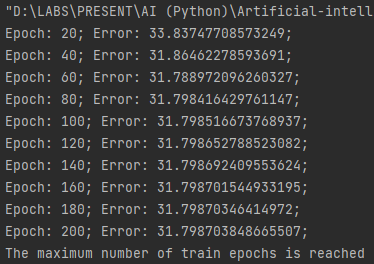 "D:\LABS\PRESENT\AI (Python)\Artificial-intell
Epoch: 20; Error: 33.83747708573249;
Epoch: 40; Error: 31.86462278593691;
Epoch: 60; Error: 31.788972096260327;
Epoch: 80; Error: 31.798416429761147;
Epoch: 100; Error: 31.798516673768937;
Epoch: 120; Error: 31.798652788523082;
Epoch: 140; Error: 31.798692409553624;
Epoch: 160; Error: 31.798701544933195;
Epoch: 180; Error: 31.79870346414972;
Epoch: 200; Error: 31.798703848665507;
The maximum number of train epochs is reached